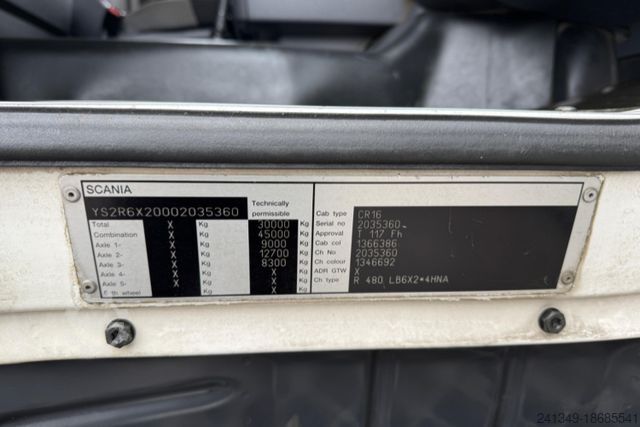 SCANIA
YS2R6X20002035360
Technically permissible
Total X Kg 30000 Kg
Combination X Kg 45000 Kg
Axle 1- X Kg 9000 Kg
Axle 2- X Kg 12700 Kg
Axle 3- X Kg 8300 Kg
Axle 4- X Kg X Kg
Axle 5- X Kg X Kg
th wheel Kg X Kg
Cab type CR16
Serial no 2035360
Approval T 117 Fh
Cab col 1366386
Ch No 2035360
Ch colour 1346692
ADR GTW X
Ch type R 480 LB6X2*4HNA
241349-18685541